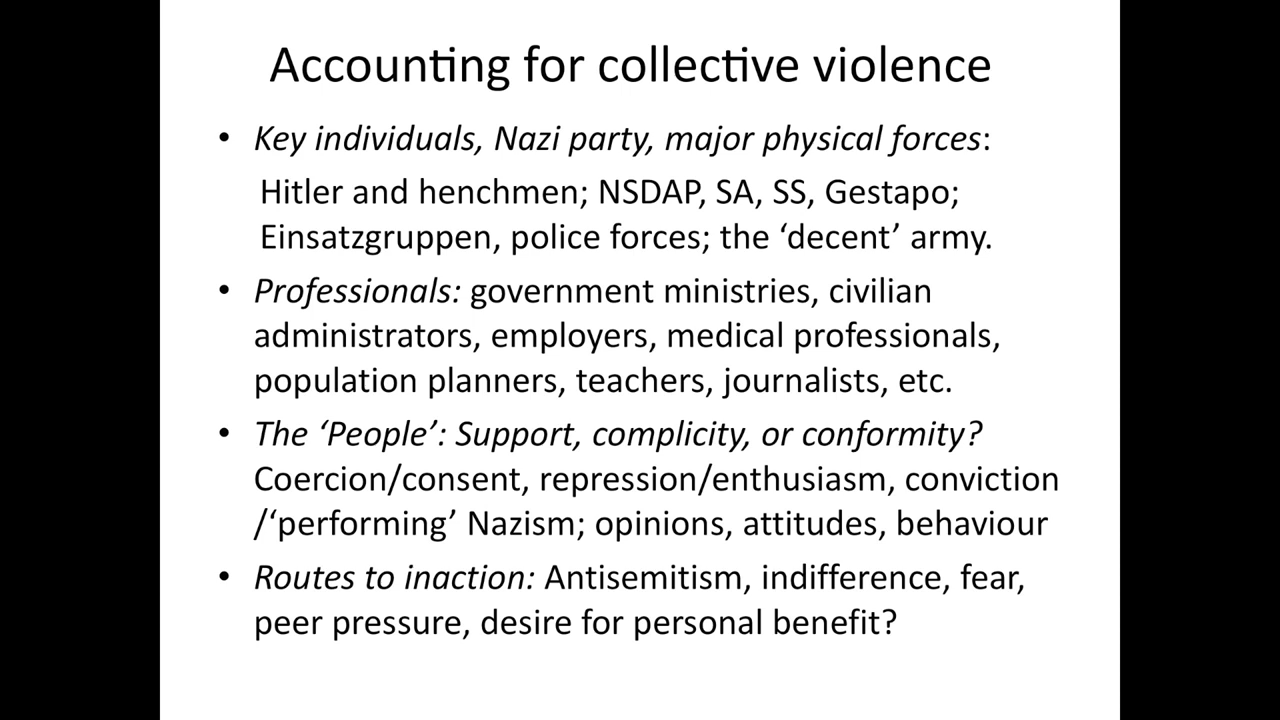 Accounting for collective violence
• Key individuals, Nazi party, major physical forces:
Hitler and henchmen; NSDAP, SA, SS, Gestapo;
Einsatzgruppen, police forces; the ‘decent’ army.
• Professionals: government ministries, civilian
administrators, employers, medical professionals,
population planners, teachers, journalists, etc.
• The ‘People’: Support, complicity, or conformity?
Coercion/consent, repression/enthusiasm, conviction
/‘performing’ Nazism; opinions, attitudes, behaviour
• Routes to inaction: Antisemitism, indifference, fear,
peer pressure, desire for personal benefit?